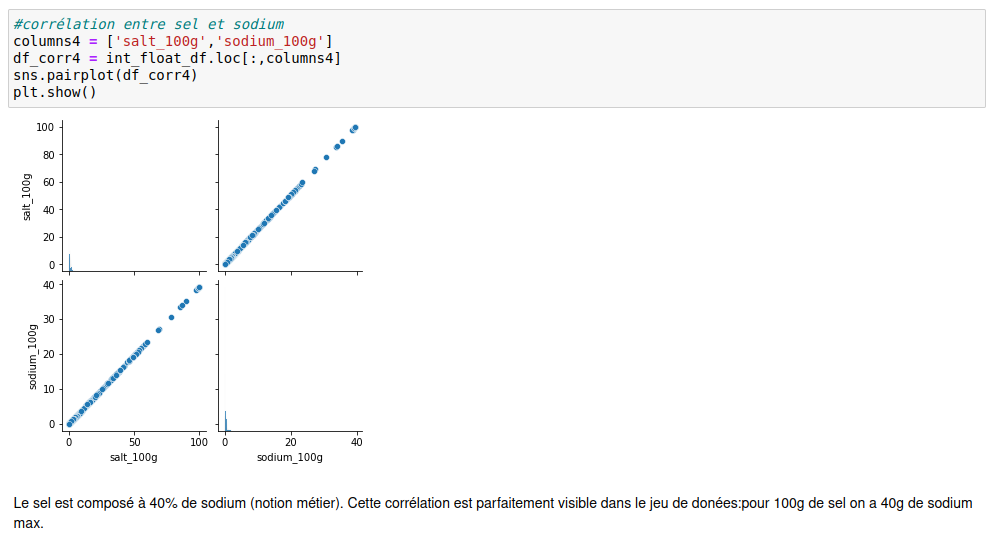 #corrélation entre sel et sodium
columns4 = ['salt_100g','sodium_100g']
df_corr4 = int_float_df.loc[:,columns4]
sns.pairplot(df_corr4)
plt.show()
100
80
60
40
20
0
salt_100g
40
30
20
10
0
sodium_100g
0 50 100
salt_100g
0 20 40
sodium_100g
Le sel est composé à 40% de sodium (notion métier). Cette corrélation est parfaitement visible dans le jeu de donées:pour 100g de sel on a 40g de sodium
max.